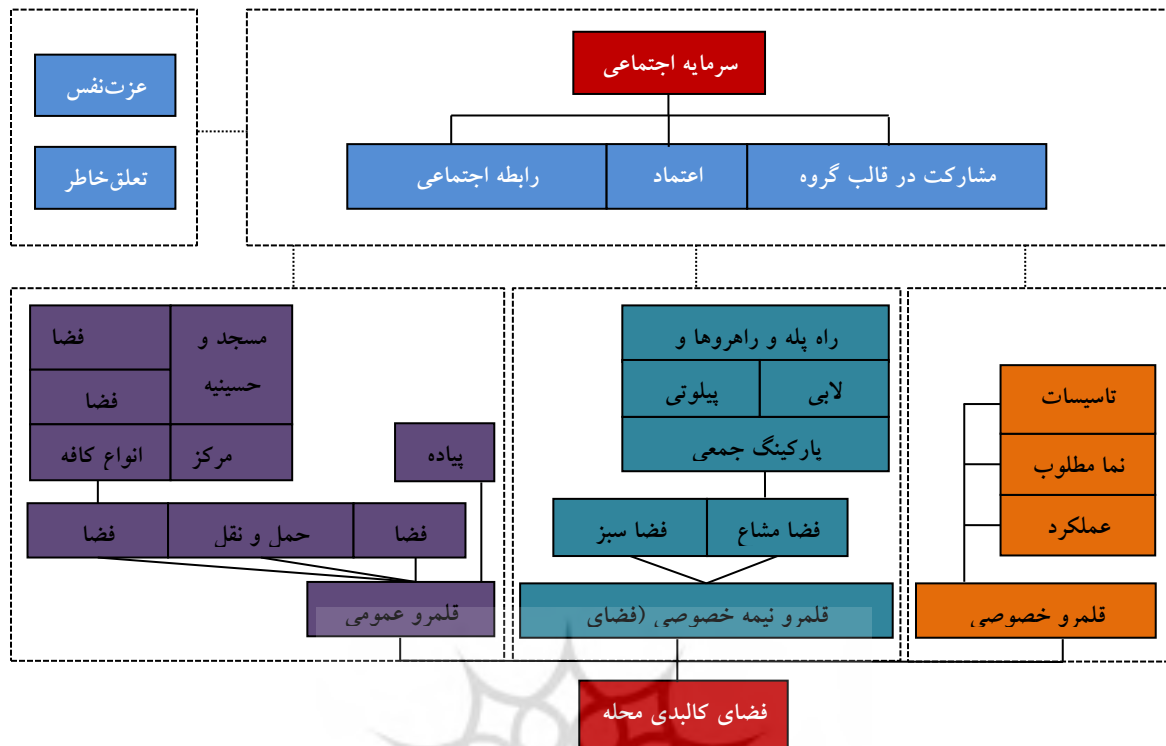 سرمایه اجتماعی
مشارکت در قالب گروه
اعتماد
رابطه اجتماعی
عزت‌نفس
تعلق‌خاطر
تاسیسات
نما مطلوب
عملکرد
قلمرو خصوصی
راه پله و راهروها و
لابی
پیلوتی
پارکینگ جمعی
فضا مشاع
فضا سبز
قلمرو نیمه خصوصی (فضای
مسجد و
حسینیه
فضا
فضا
مرکز
انواع کافه
پیاده
فضا
حمل و نقل
فضا
قلمرو عمومی
فضای کالبدی محله